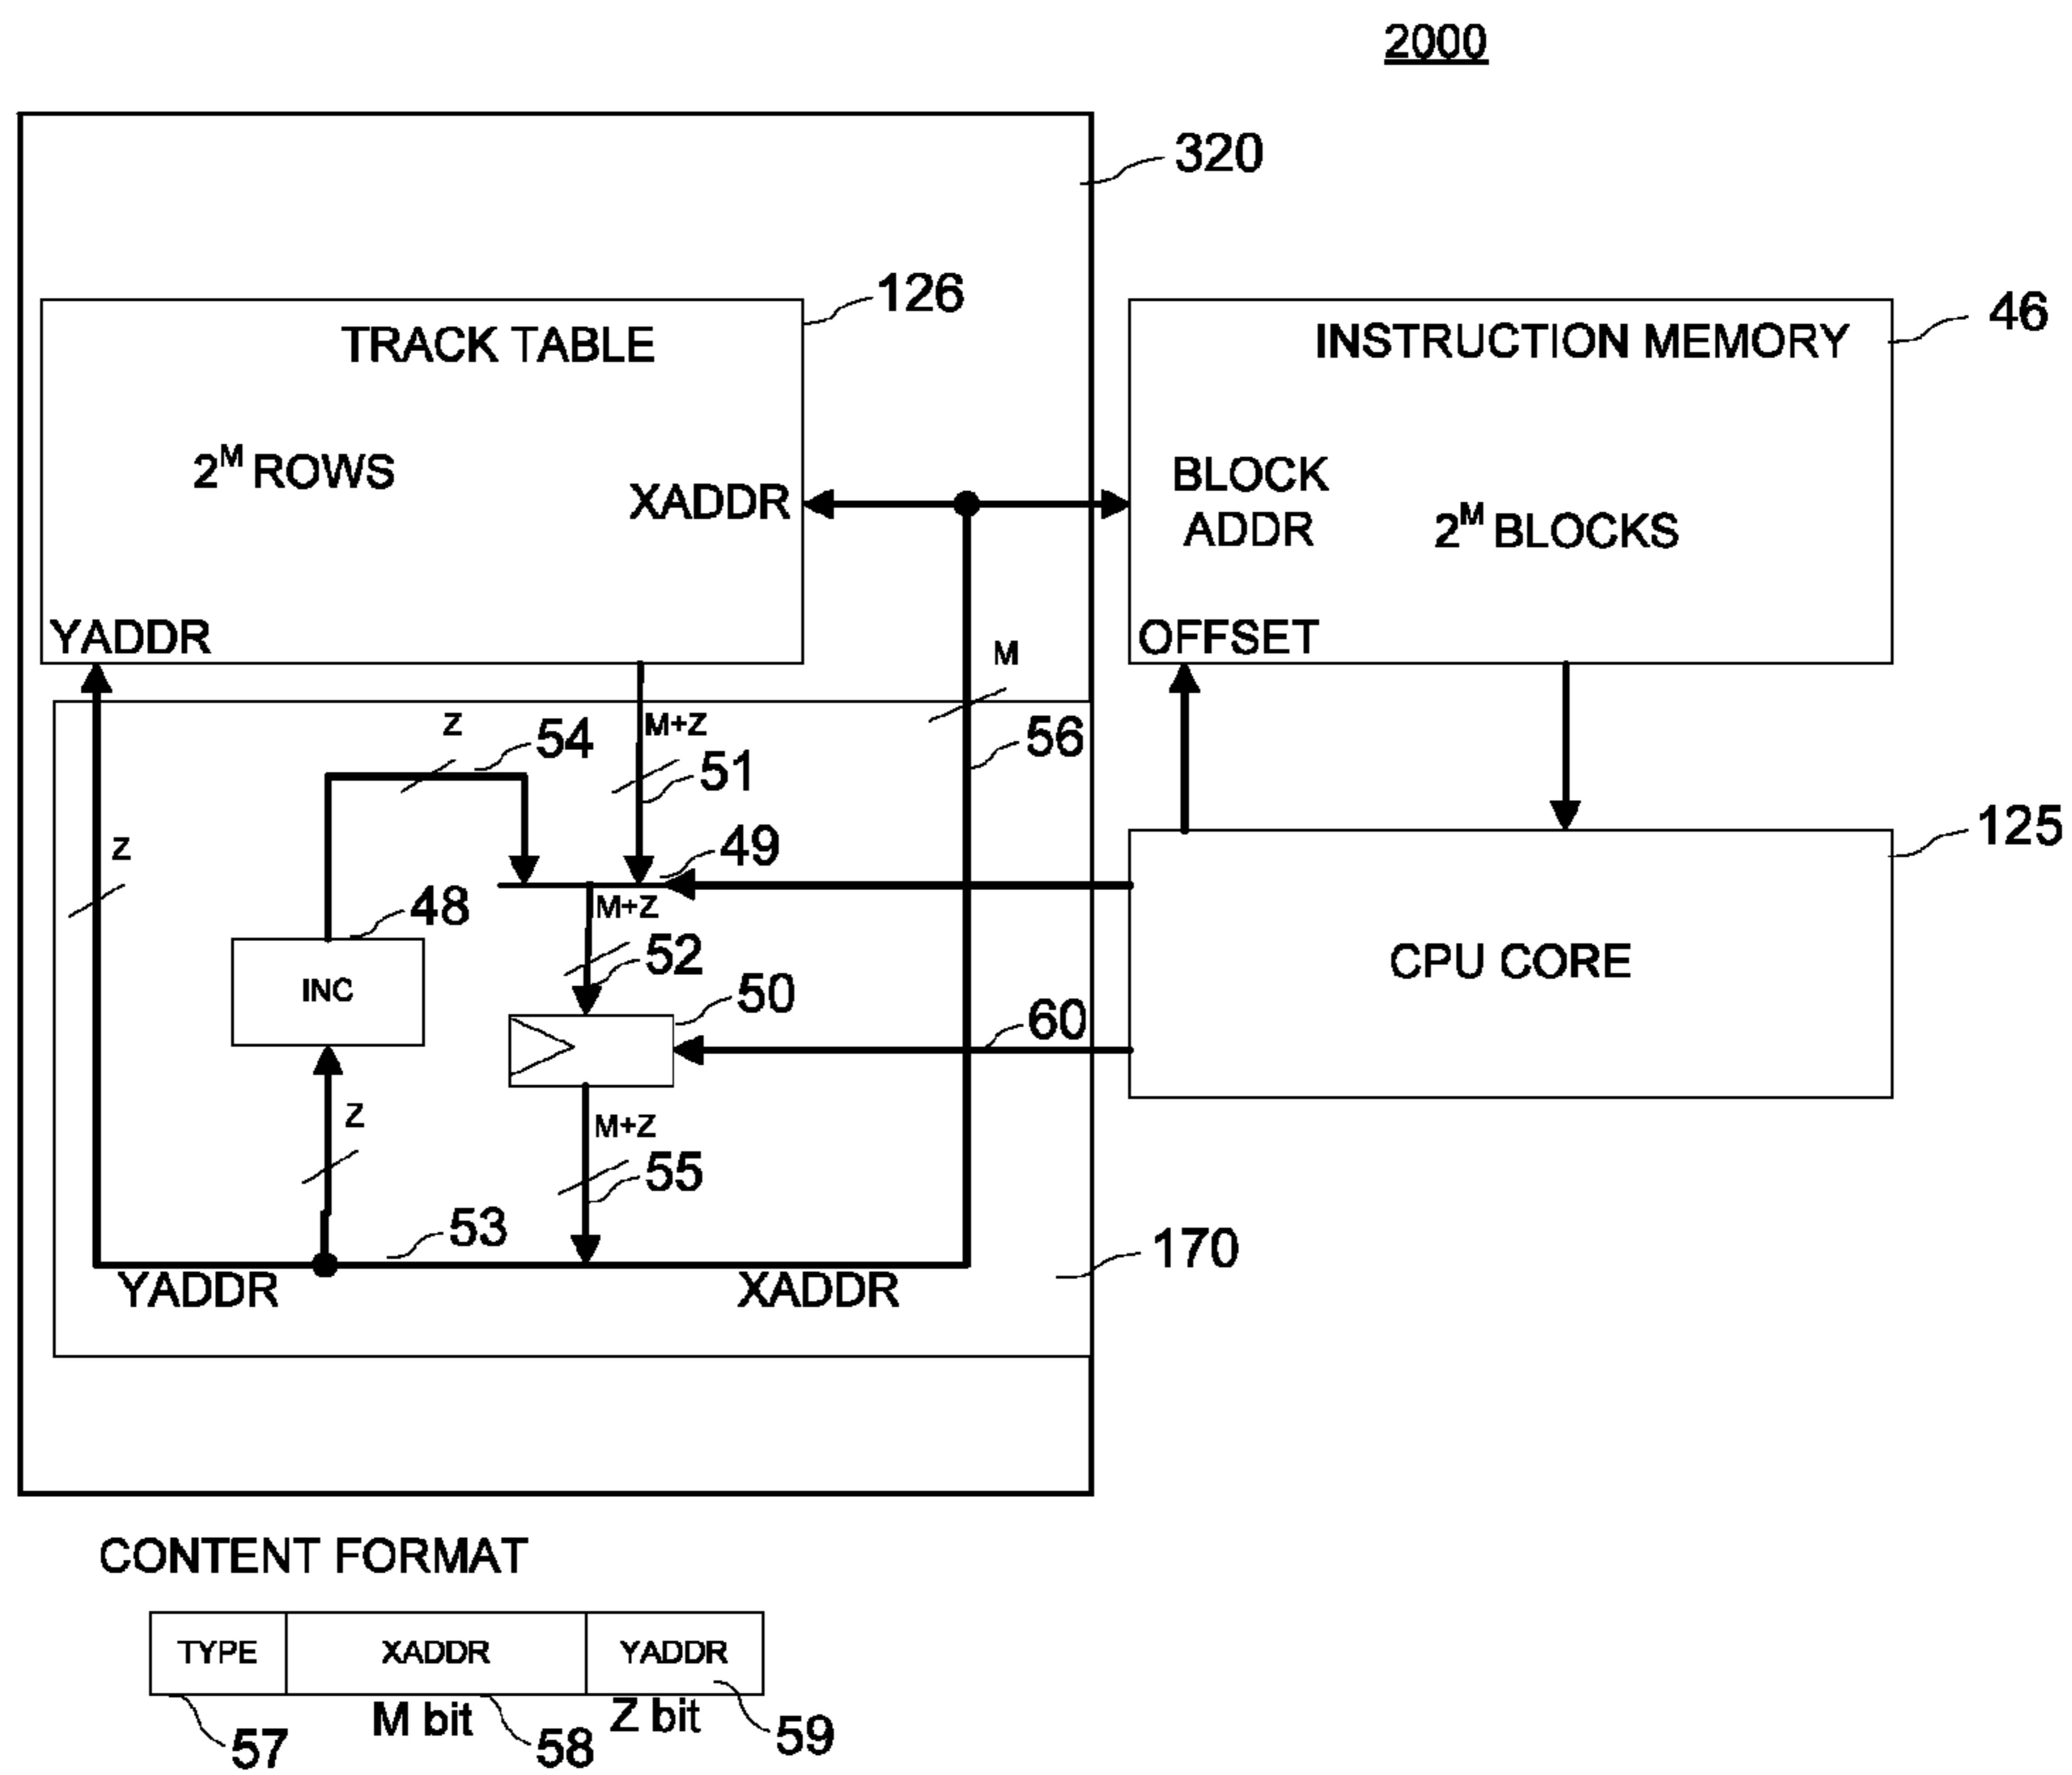 2000
320
126
46
TRACK TABLE
INSTRUCTION MEMORY
2^M ROWS
XADDR
BLOCK
ADDR
2^M BLOCKS
YADDR
OFFSET
M
Z
54
M+Z
51
56
125
Z
49
48
M+Z
52
INC
50
CPU CORE
60
Z
M+Z
55
53
170
YADDR
XADDR
CONTENT FORMAT
TYPE
XADDR
YADDR
M bit
Z bit
57
58
59